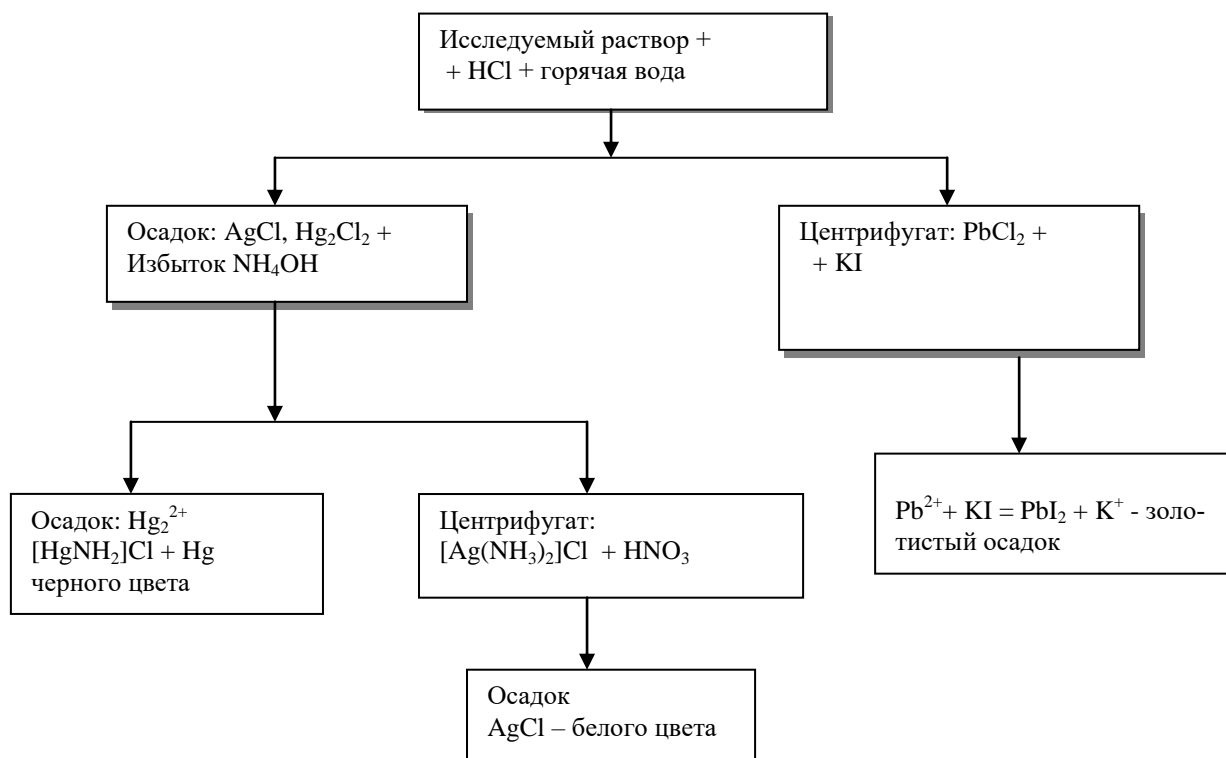 Исследуемый раствор +
+ HCl + горячая вода
Осадок: AgCl, Hg₂Cl₂ +
Избыток NH₄OH
Центрифугат: PbCl₂ +
+ KI
Осадок: Hg₂²⁺
[HgNH₂]Cl + Hg
черного цвета
Центрифугат:
[Ag(NH₃)₂]Cl + HNO₃
Pb²⁺+ KI = PbI₂ + K⁺ - золо-
тистый осадок
Осадок
AgCl – белого цвета